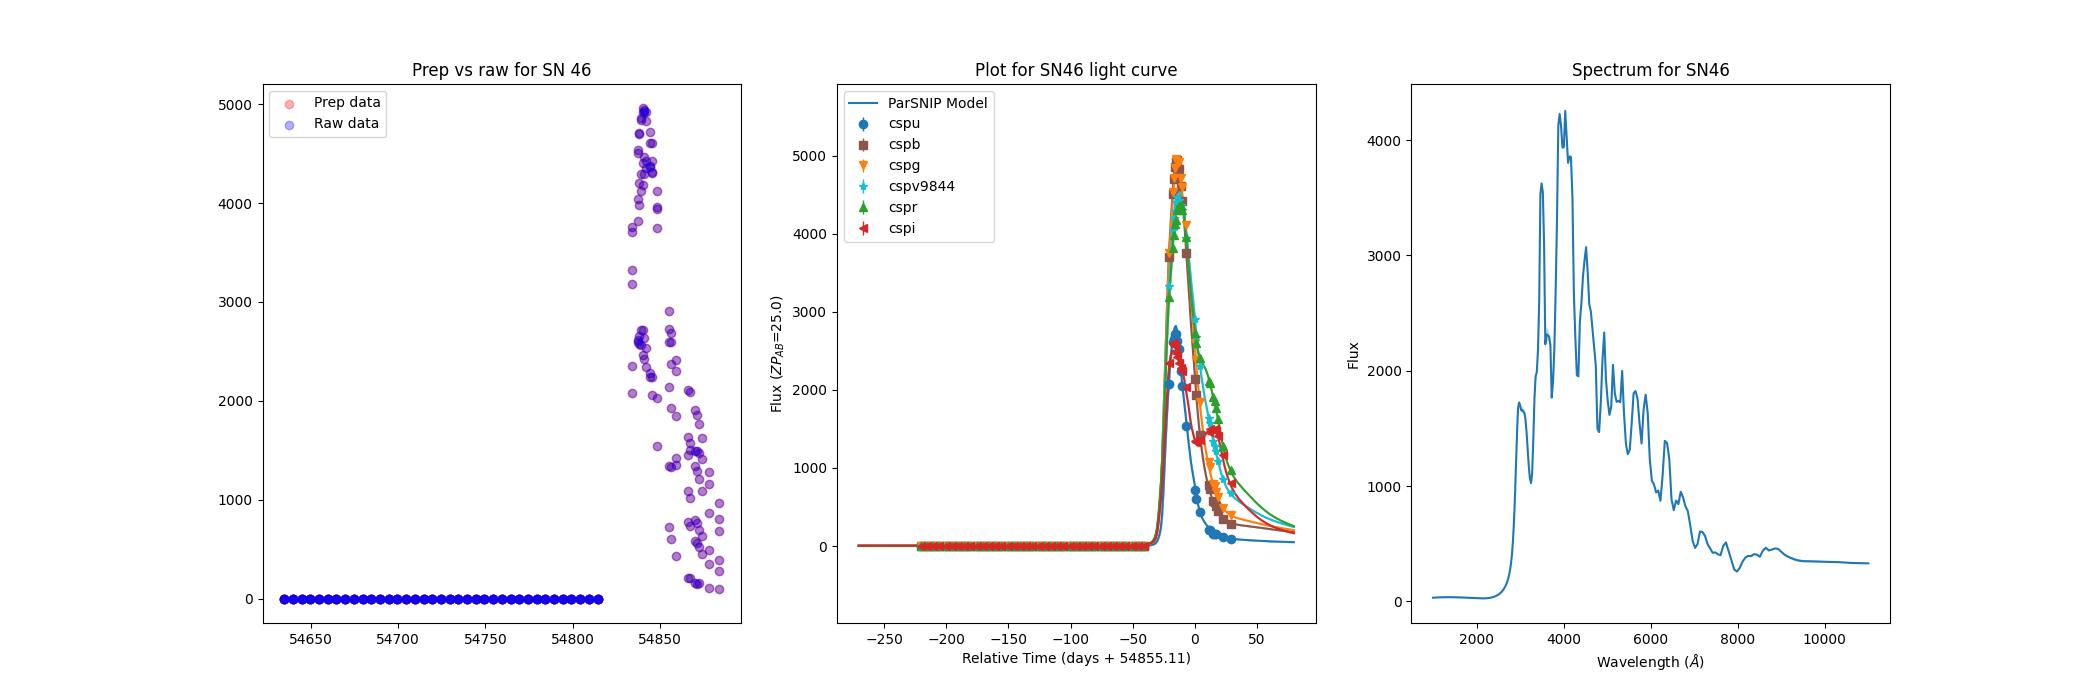 Prep vs raw for SN 46
5000
4000
3000
2000
1000
0
54650
54700
54750
54800
54850
Prep data
Raw data
Plot for SN46 light curve
Flux (ZP_AB=25.0)
5000
4000
3000
2000
1000
0
−250
−200
−150
−100
−50
0
50
Relative Time (days + 54855.11)
ParSNIP Model
cspu
cspb
cspg
cspv9844
cspr
cspi
Spectrum for SN46
Flux
4000
3000
2000
1000
0
2000
4000
6000
8000
10000
Wavelength (Å)